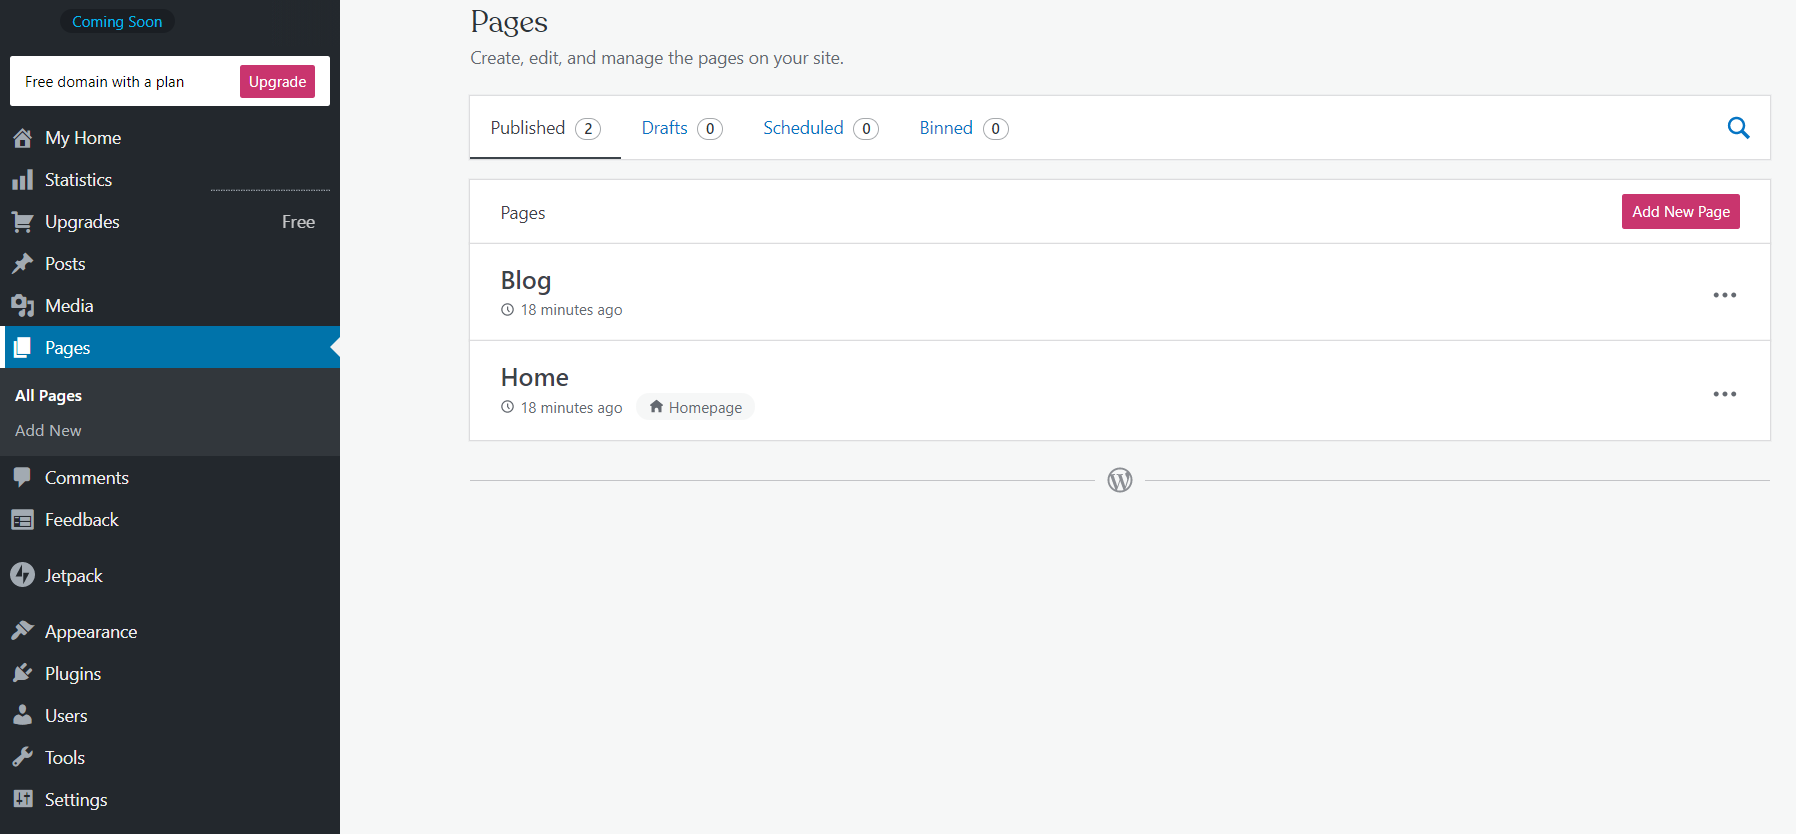 Coming Soon
Free domain with a plan
Upgrade
My Home
Statistics
Upgrades Free
Posts
Media
Pages
All Pages
Add New
Comments
Feedback
Jetpack
Appearance
Plugins
Users
Tools
Settings
Pages
Create, edit, and manage the pages on your site.
Published 2 Drafts 0 Scheduled 0 Binned 0
Pages
Add New Page
Blog
18 minutes ago
Home
18 minutes ago Homepage